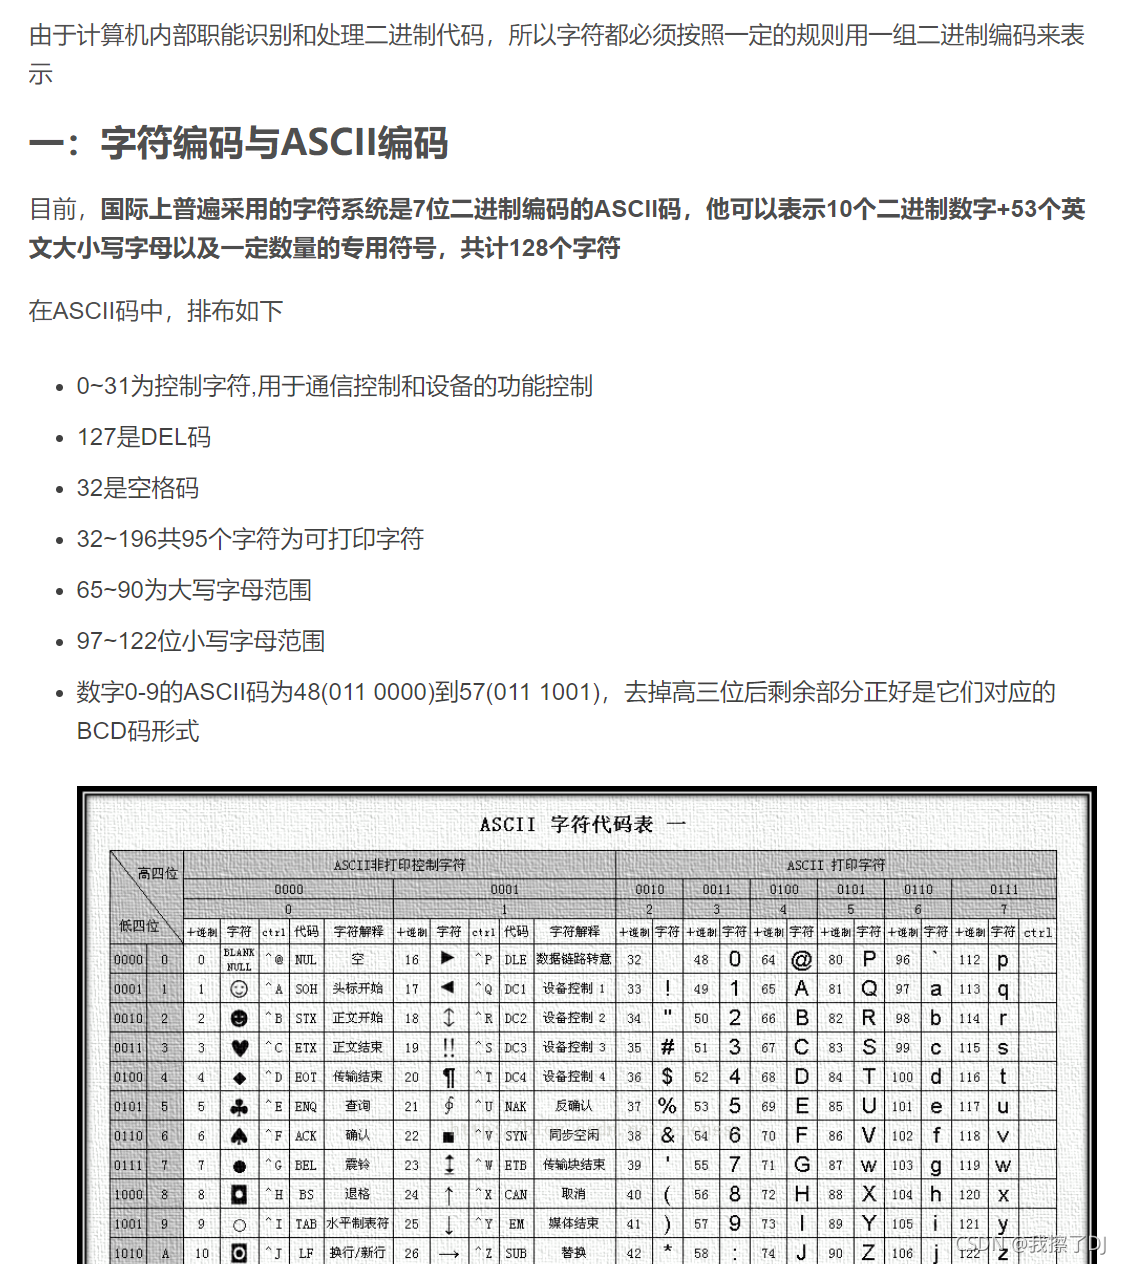 由于计算机内部职能识别和处理二进制代码，所以字符都必须按照一定的规则用一组二进制编码来表
示
一：字符编码与ASCII编码
目前，国际上普遍采用的字符系统是7位二进制编码的ASCII码，他可以表示10个二进制数字+53个英
文大小写字母以及一定数量的专用符号，共计128个字符
在ASCII码中，排布如下
• 0~31为控制字符,用于通信控制和设备的功能控制
• 127是DEL码
• 32是空格码
• 32~196共95个字符为可打印字符
• 65~90为大写字母范围
• 97~122位小写字母范围
• 数字0-9的ASCII码为48(011 0000)到57(011 1001)，去掉高三位后剩余部分正好是它们对应的
BCD码形式
ASCII 字符代码表 一
高四位 ASCII非打印控制字符 ASCII 打印字符
0000 0001 0010 0011 0100 0101 0110 0111
0 1 2 3 4 5 6 7
低四位 十进制 字符 ctrl 代码 字符解释 十进制 字符 ctrl 代码 字符解释 十进制 字符 十进制 字符 十进制 字符 十进制 字符 十进制 字符 十进制 字符 ctrl
0000 0 0 BLANK NULL ^@ NUL 空 16 ► ^P DLE 数据链路转意 32 48 0 64 @ 80 P 96 ` 112 p
0001 1 1 ☺ ^A SOH 头标开始 17 ◄ ^Q DC1 设备控制 1 33 ! 49 1 65 A 81 Q 97 a 113 q
0010 2 2 ☻ ^B STX 正文开始 18 ↕ ^R DC2 设备控制 2 34 " 50 2 66 B 82 R 98 b 114 r
0011 3 3 ♥ ^C ETX 正文结束 19 ‼ ^S DC3 设备控制 3 35 # 51 3 67 C 83 S 99 c 115 s
0100 4 4 ♦ ^D EOT 传输结束 20 ¶ ^T DC4 设备控制 4 36 $ 52 4 68 D 84 T 100 d 116 t
0101 5 5 ♣ ^E ENQ 查询 21 ∮ ^U NAK 反确认 37 % 53 5 69 E 85 U 101 e 117 u
0110 6 6 ♠ ^F ACK 确认 22 ■ ^V SYN 同步空闲 38 & 54 6 70 F 86 V 102 f 118 v
0111 7 7 ● ^G BEL 震铃 23 ↨ ^W ETB 传输块结束 39 ' 55 7 71 G 87 w 103 g 119 w
1000 8 8 ◘ ^H BS 退格 24 ↑ ^X CAN 取消 40 ( 56 8 72 H 88 X 104 h 120 x
1001 9 9 ○ ^I TAB 水平制表符 25 ↓ ^Y EM 媒体结束 41 ) 57 9 73 I 89 Y 105 i 121 y
1010 A 10 ◙ ^J LF 换行/新行 26 → ^Z SUB 替换 42 * 58 : 74 J 90 Z 106 j 122 z
CSDN @我擦了DJ